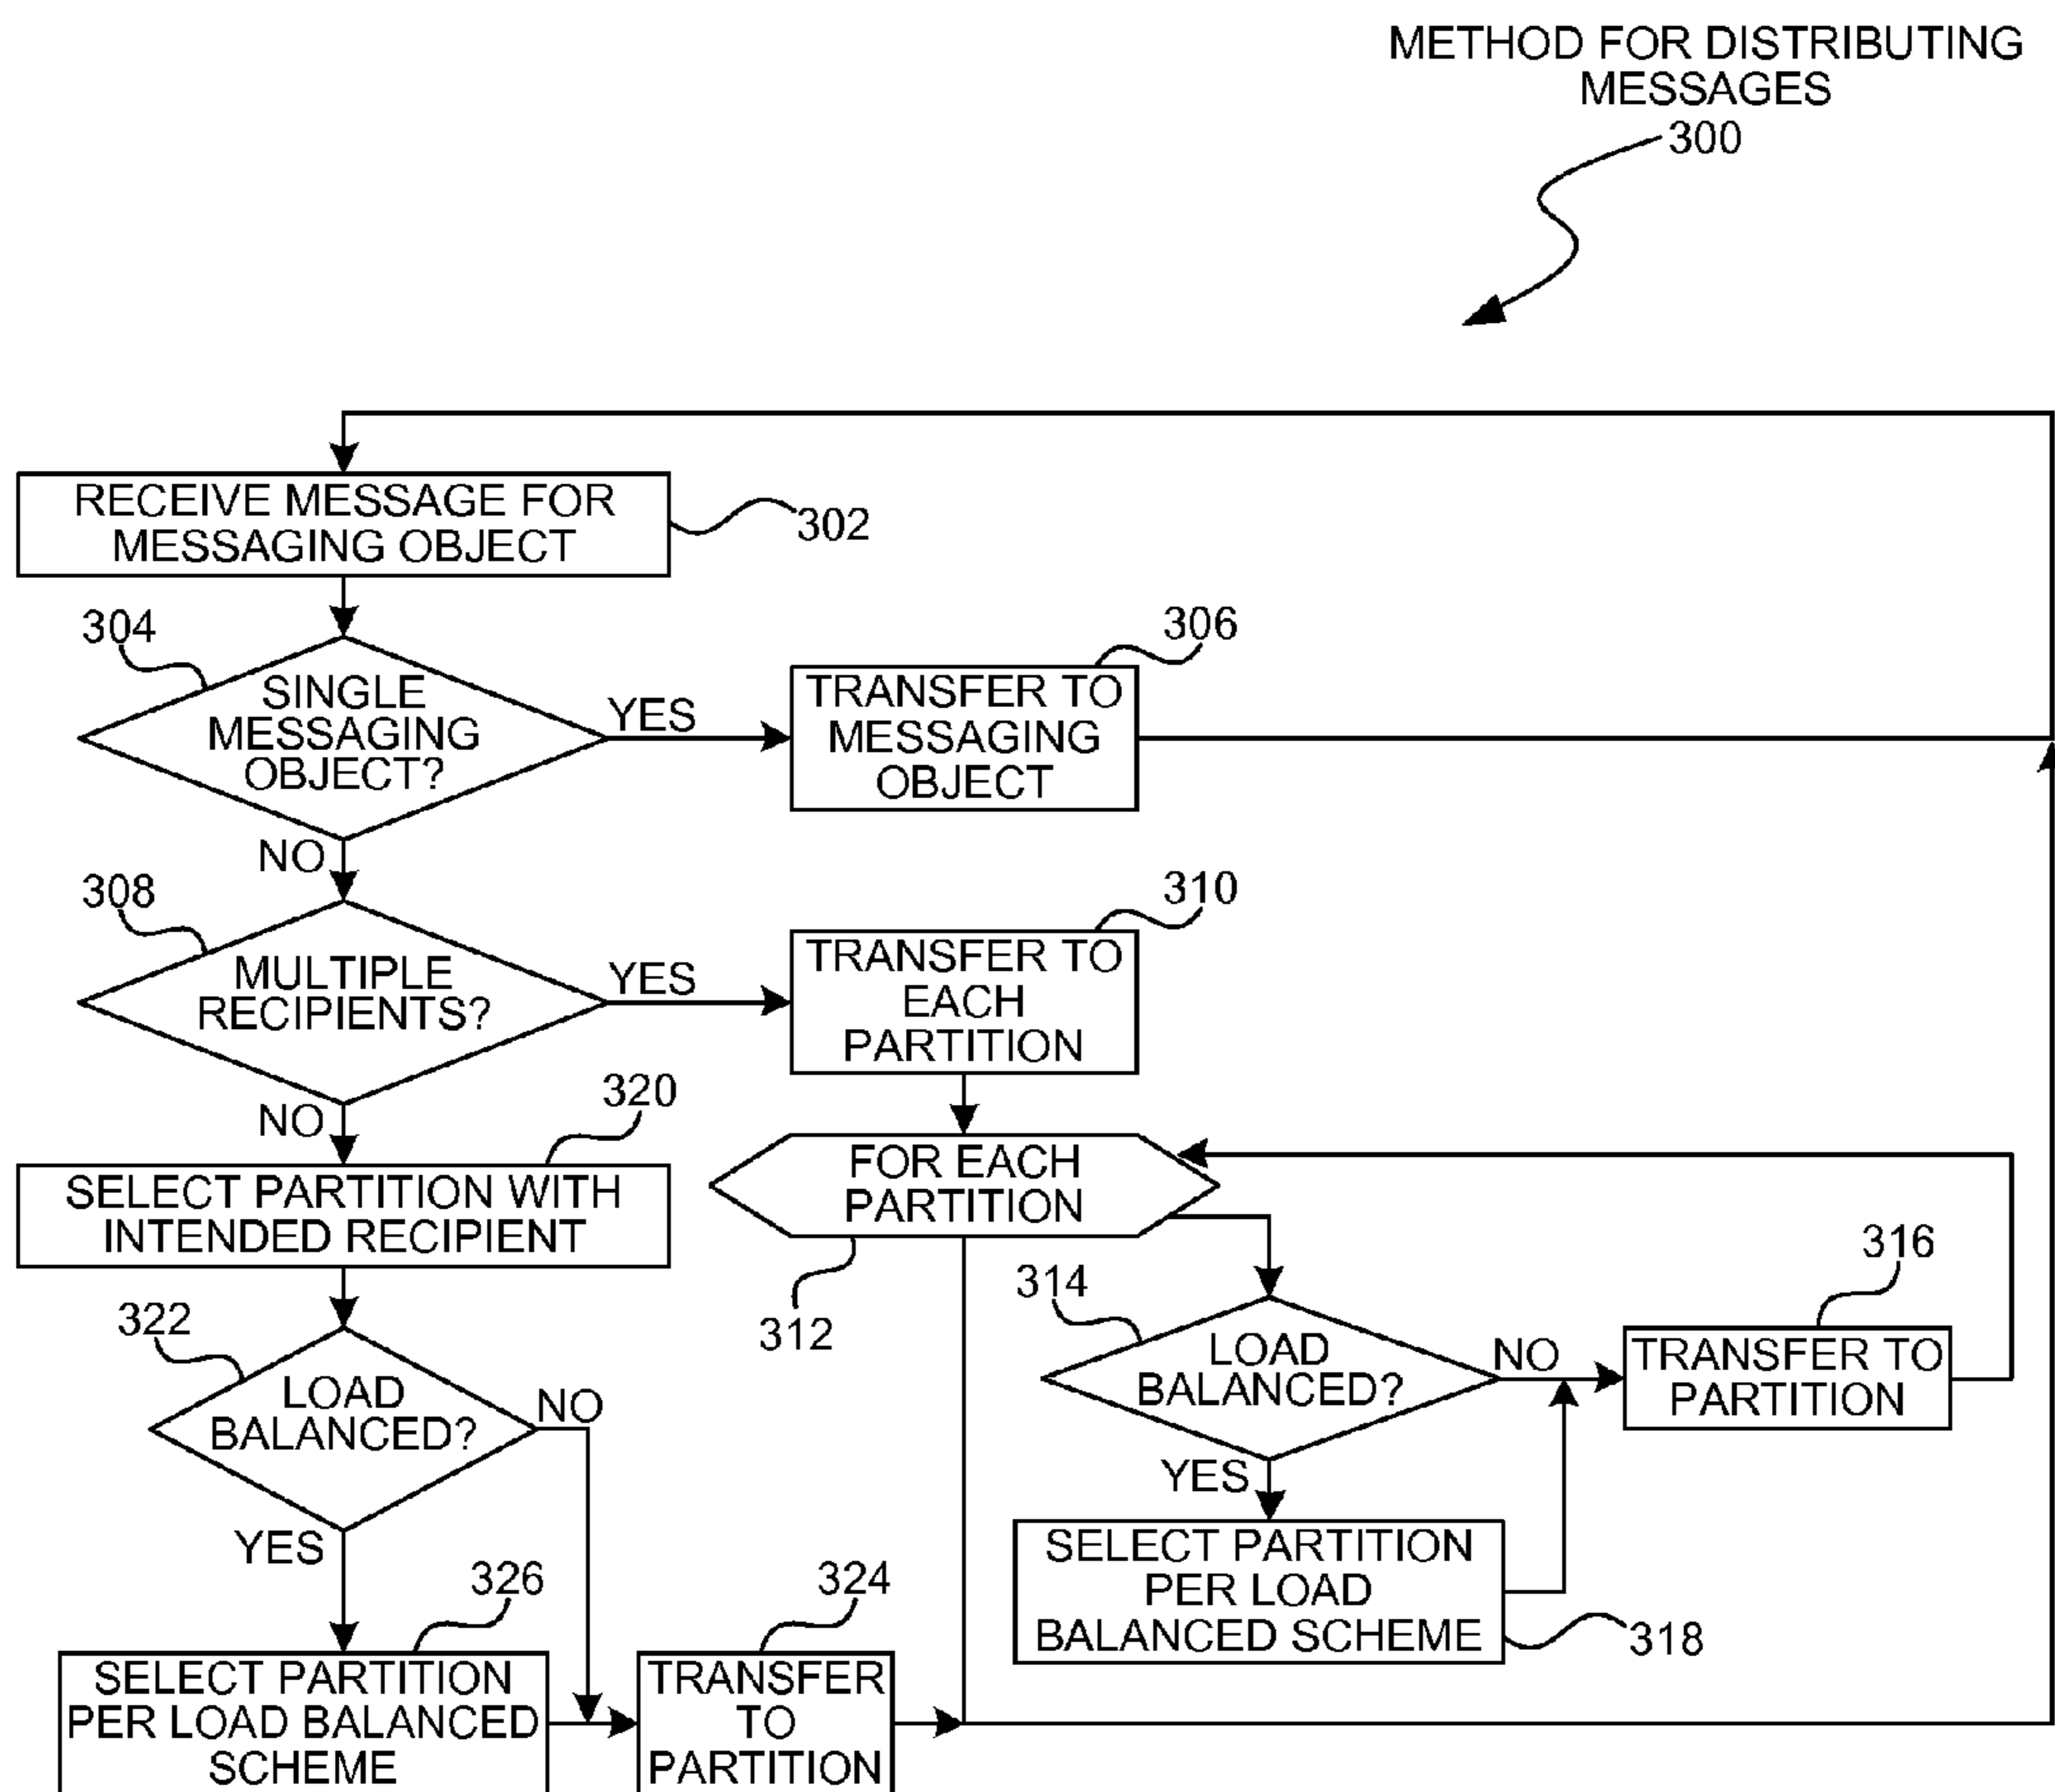 METHOD FOR DISTRIBUTING
MESSAGES
300
RECEIVE MESSAGE FOR
MESSAGING OBJECT
302
304
SINGLE
MESSAGING
OBJECT?
YES
306
TRANSFER TO
MESSAGING
OBJECT
NO
308
MULTIPLE
RECIPIENTS?
YES
310
TRANSFER TO
EACH
PARTITION
NO
320
SELECT PARTITION WITH
INTENDED RECIPIENT
FOR EACH
PARTITION
312
314
LOAD
BALANCED?
NO
316
TRANSFER TO
PARTITION
YES
SELECT PARTITION
PER LOAD
BALANCED SCHEME
318
322
LOAD
BALANCED?
NO
YES
326
SELECT PARTITION
PER LOAD BALANCED
SCHEME
324
TRANSFER
TO
PARTITION